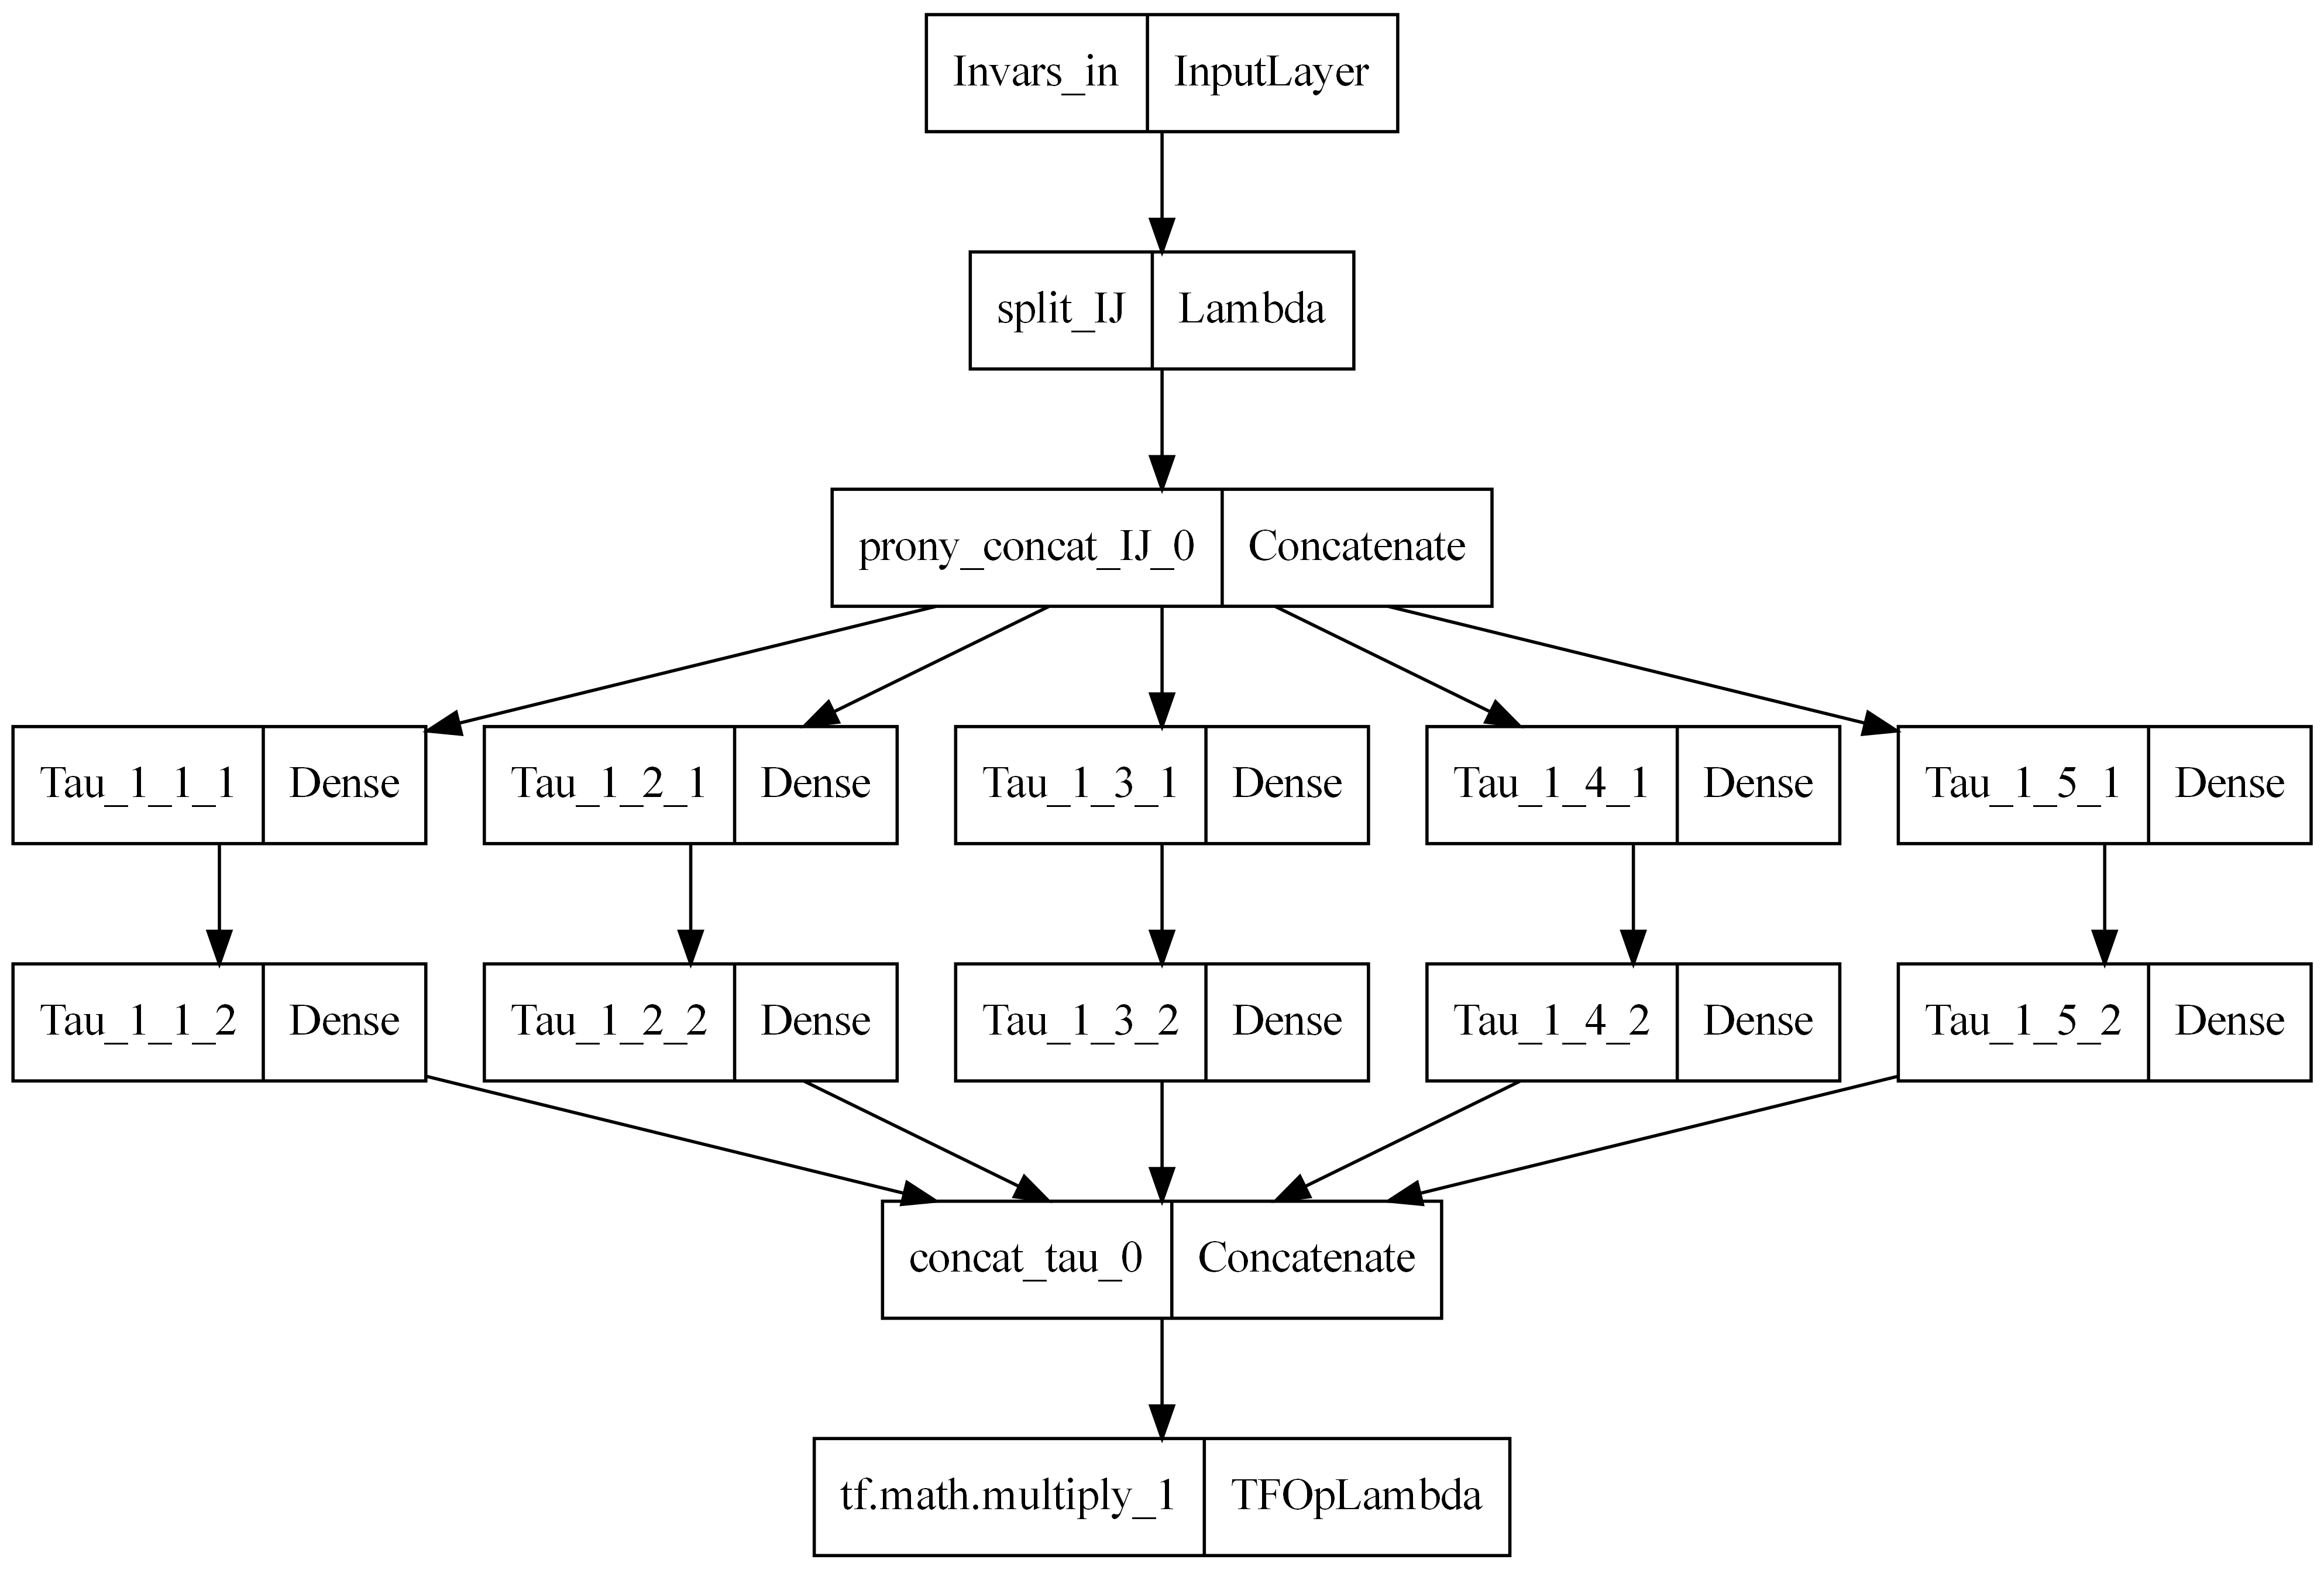 Invars_in InputLayer
split_IJ Lambda
prony_concat_IJ_0 Concatenate
Tau_1_1_1 Dense Tau_1_2_1 Dense Tau_1_3_1 Dense Tau_1_4_1 Dense Tau_1_5_1 Dense
Tau_1_1_2 Dense Tau_1_2_2 Dense Tau_1_3_2 Dense Tau_1_4_2 Dense Tau_1_5_2 Dense
concat_tau_0 Concatenate
tf.math.multiply_1 TFOpLambda